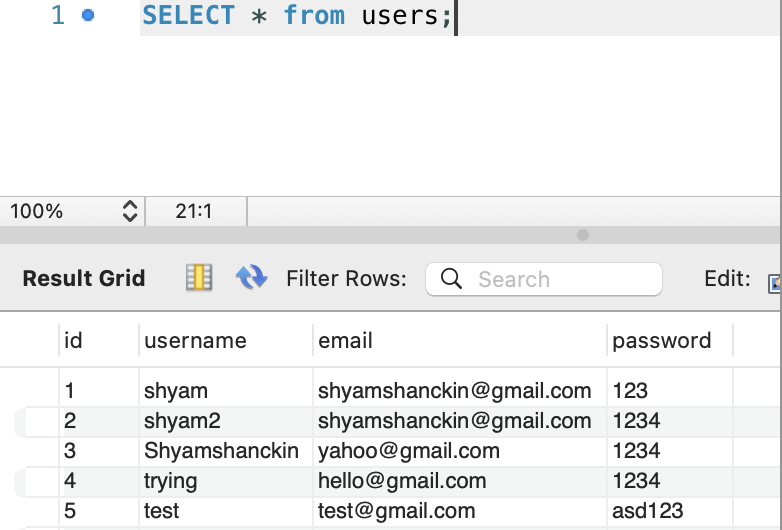 1 SELECT * from users;
100% 21:1
Result Grid Filter Rows: Search Edit:
id username email password
1 shyam shyamshanckin@gmail.com 123
2 shyam2 shyamshanckin@gmail.com 1234
3 Shyamshanckin yahoo@gmail.com 1234
4 trying hello@gmail.com 1234
5 test test@gmail.com asd123